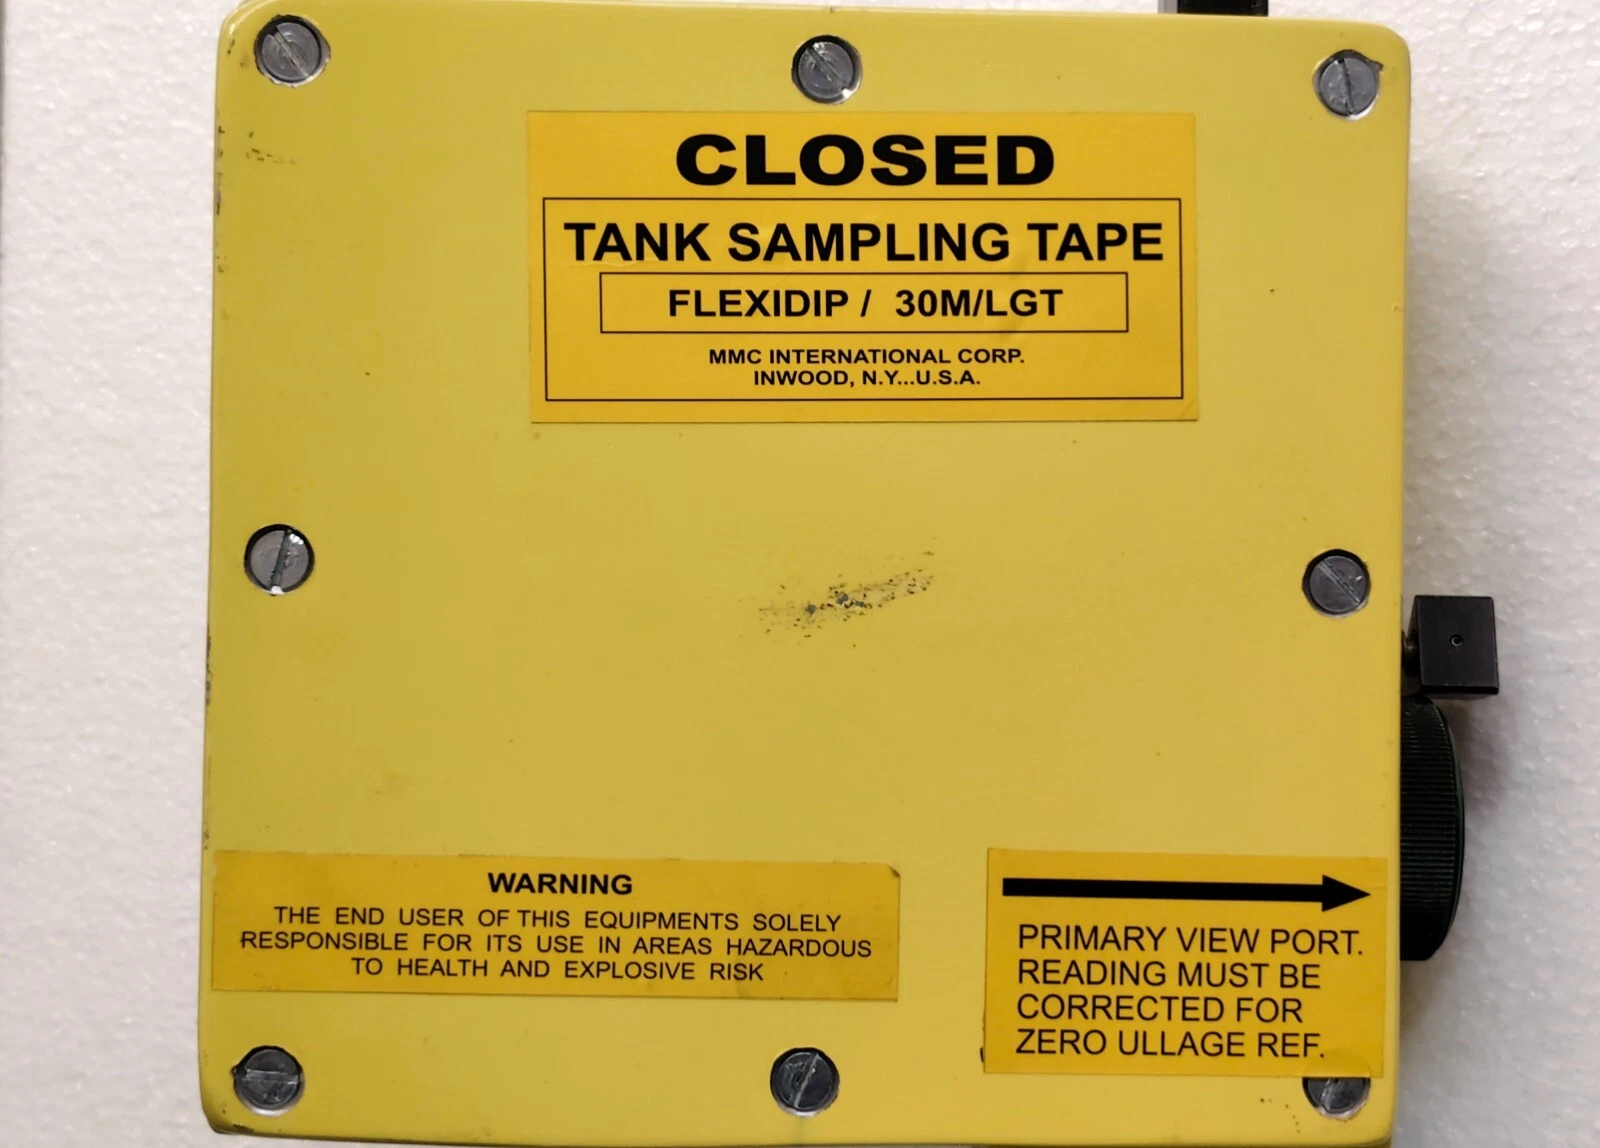 CLOSED
TANK SAMPLING TAPE
FLEXIDIP / 30M/LGT
MMC INTERNATIONAL CORP.
INWOOD, N.Y...U.S.A.
WARNING
THE END USER OF THIS EQUIPMENTS SOLELY
RESPONSIBLE FOR ITS USE IN AREAS HAZARDOUS
TO HEALTH AND EXPLOSIVE RISK
PRIMARY VIEW PORT.
READING MUST BE
CORRECTED FOR
ZERO ULLAGE REF.